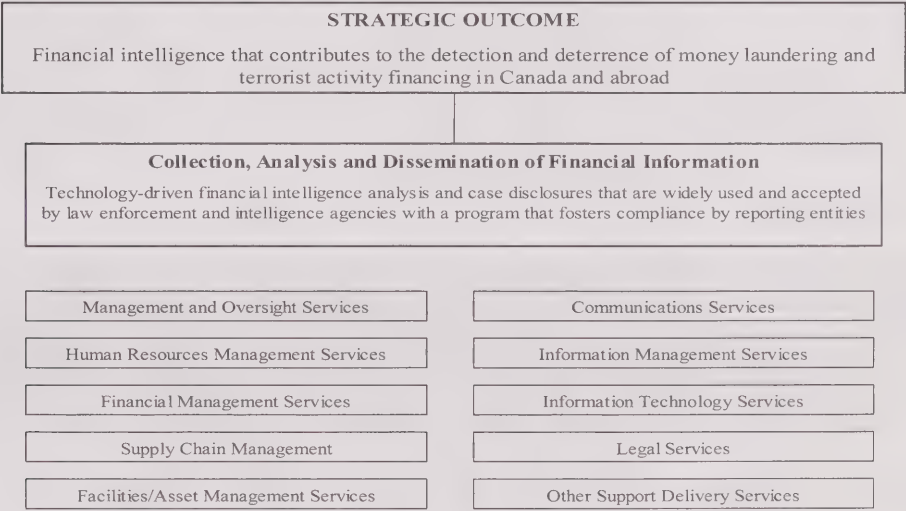 STRATEGIC OUTCOME
Financial intelligence that contributes to the detection and deterrence of money laundering and
terrorist activity financing in Canada and abroad
Collection, Analysis and Dissemination of Financial Information
Technology-driven financial intelligence analysis and case disclosures that are widely used and accepted
by law enforcement and intelligence agencies with a program that fosters compliance by reporting entities
Management and Oversight Services
Communications Services
Human Resources Management Services
Information Management Services
Financial Management Services
Information Technology Services
Supply Chain Management
Legal Services
Facilities/Asset Management Services
Other Support Delivery Services